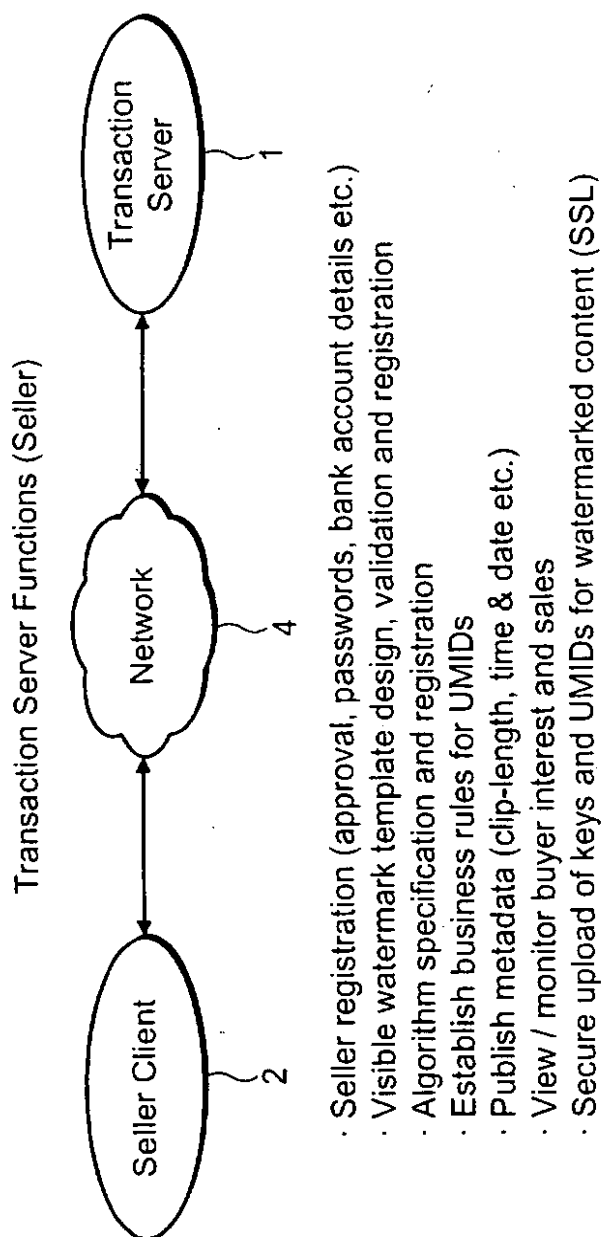 Transaction Server Functions (Seller)
Seller Client
2
Network
4
Transaction
Server
1
· Seller registration (approval, passwords, bank account details etc.)
· Visible watermark template design, validation and registration
· Algorithm specification and registration
· Establish business rules for UMIDs
· Publish metadata (clip-length, time & date etc.)
· View / monitor buyer interest and sales
· Secure upload of keys and UMIDs for watermarked content (SSL)